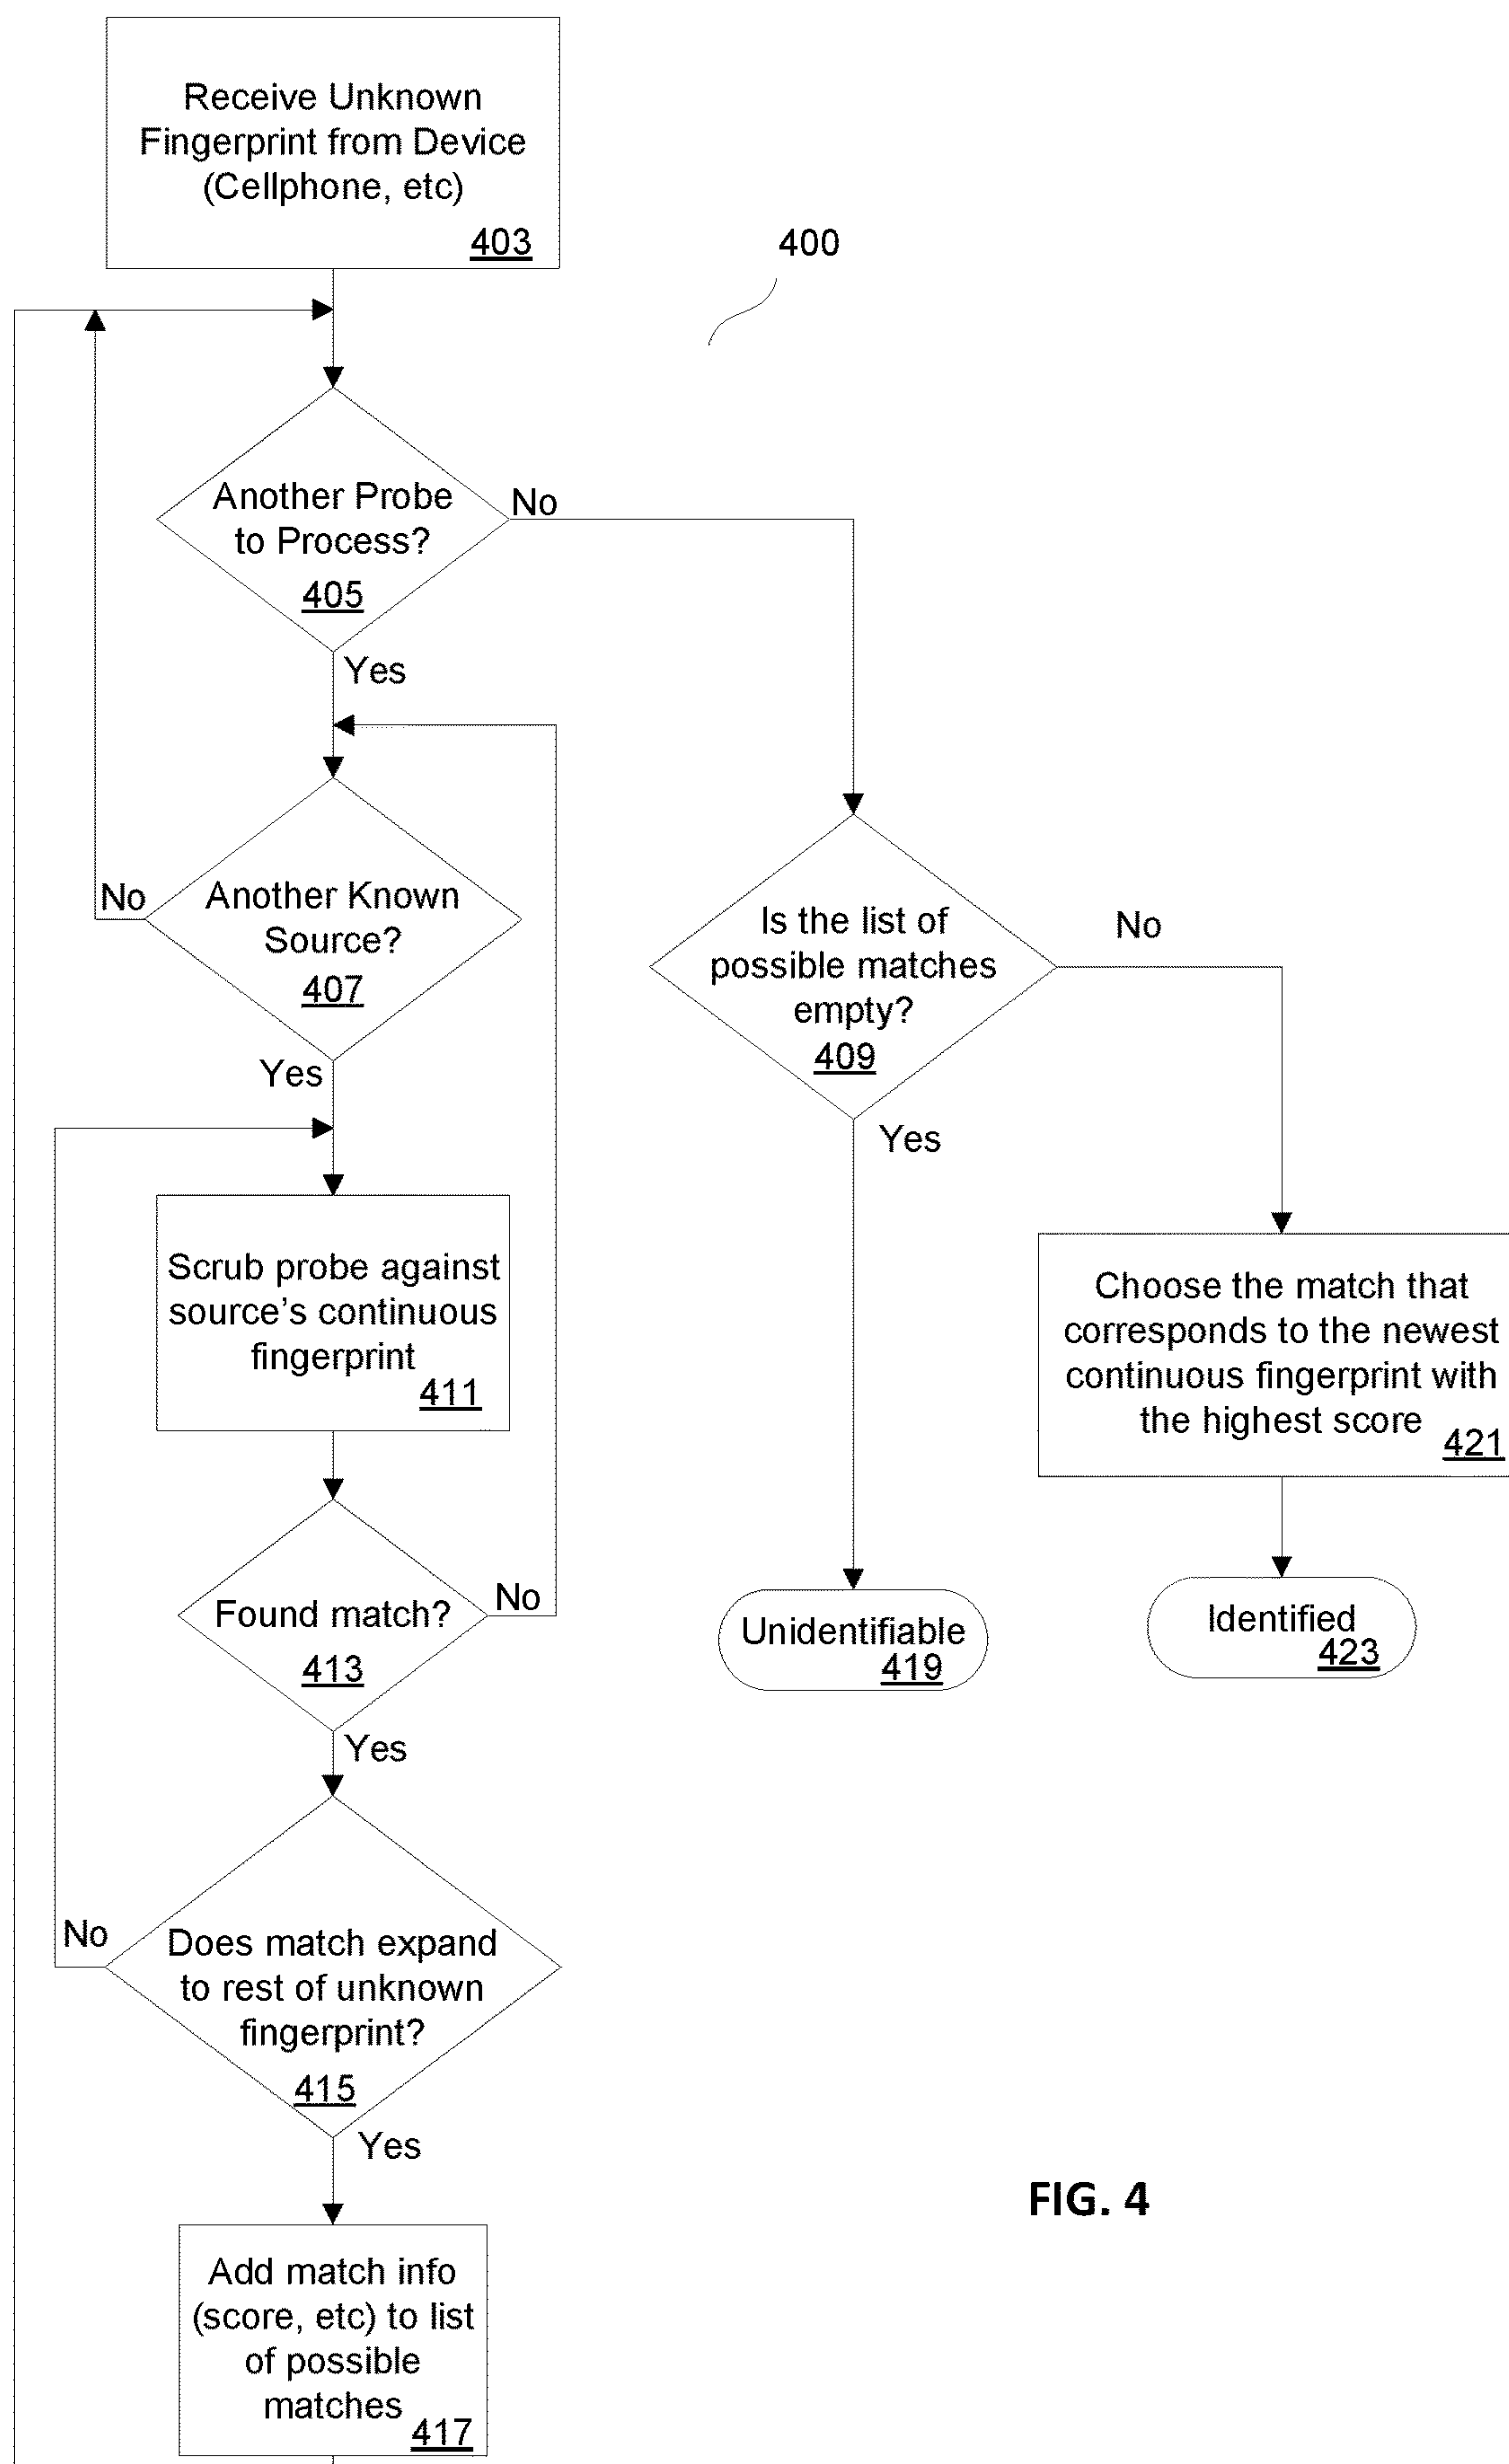 Receive Unknown
Fingerprint from Device
(Cellphone, etc)
403
400
Another Probe
to Process?
405
No
Yes
Another Known
Source?
407
No
Yes
Is the list of
possible matches
empty?
409
No
Yes
Scrub probe against
source's continuous
fingerprint
411
Choose the match that
corresponds to the newest
continuous fingerprint with
the highest score
421
Found match?
413
No
Yes
Unidentifiable
419
Identified
423
Does match expand
to rest of unknown
fingerprint?
415
No
Yes
Add match info
(score, etc) to list
of possible
matches
417
FIG. 4